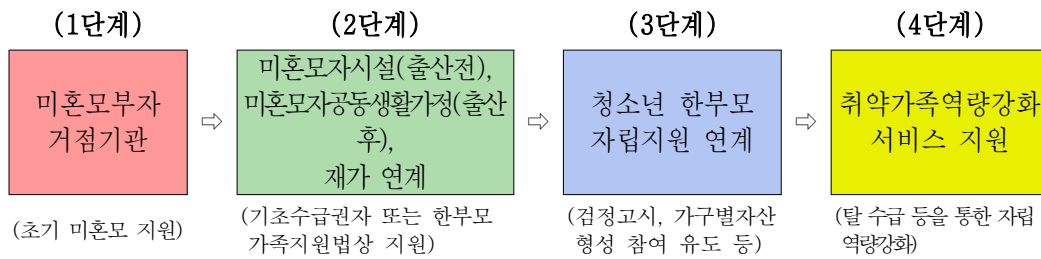 (1단계)
미혼모부자
거점기관
(초기 미혼모 지원)
(2단계)
미혼모자시설(출산전),
미혼모자공동생활가정(출산
후),
재가 연계
(기초수급권자 또는 한부모
가족지원법상 지원)
(3단계)
청소년 한부모
자립지원 연계
(검정고시, 가구별자산
형성 참여 유도 등)
(4단계)
취약가족역량강화
서비스 지원
(탈 수급 등을 통한 자립
역량강화)